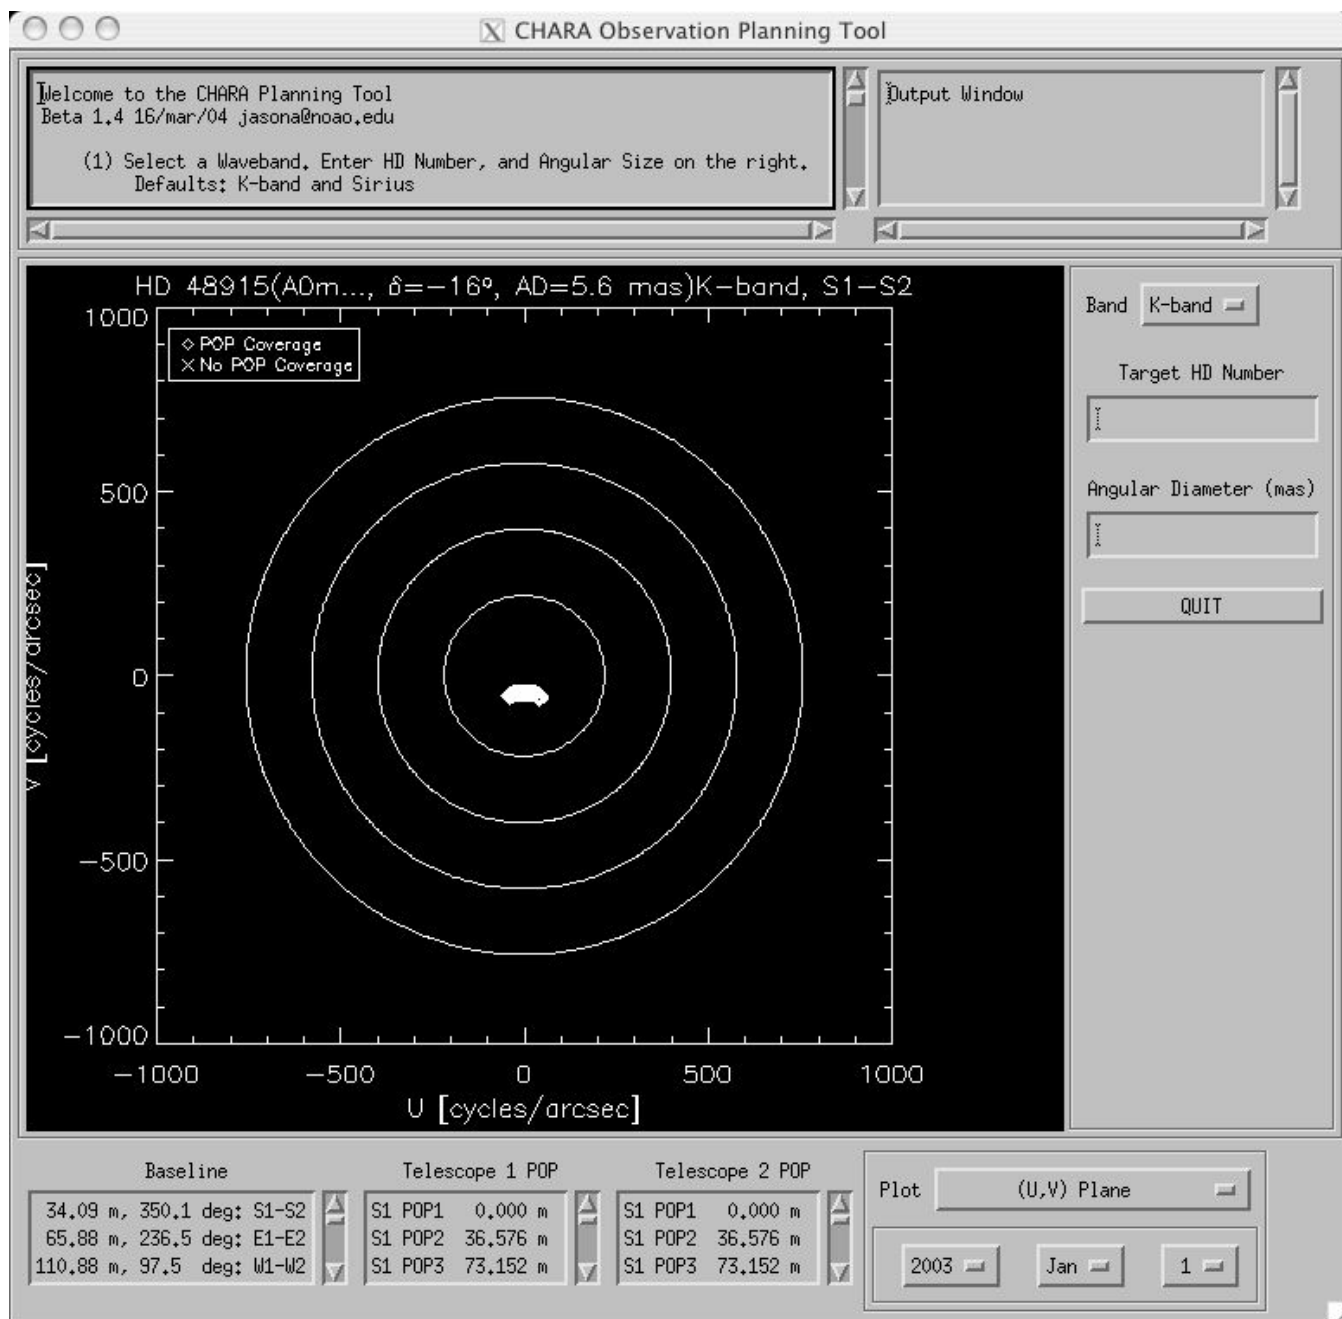 CHARA Observation Planning Tool
Welcome to the CHARA Planning Tool
Beta 1.4 16/mar/04 jasona@noao.edu
(1) Select a Waveband. Enter HD Number, and Angular Size on the right.
Defaults: K-band and Sirius
Output Window
HD 48915(A0m..., δ=-16°, AD=5.6 mas)K-band, S1-S2
◇ POP Coverage
× No POP Coverage
1000
500
0
-500
-1000
V [cycles/arcsec]
-1000 -500 0 500 1000
U [cycles/arcsec]
Band K-band
Target HD Number
Angular Diameter (mas)
QUIT
Baseline
34.09 m, 350.1 deg: S1-S2
65.88 m, 236.5 deg: E1-E2
110.88 m, 97.5 deg: W1-W2
Telescope 1 POP
S1 POP1 0.000 m
S1 POP2 36.576 m
S1 POP3 73.152 m
Telescope 2 POP
S1 POP1 0.000 m
S1 POP2 36.576 m
S1 POP3 73.152 m
Plot (U,V) Plane
2003 Jan 1